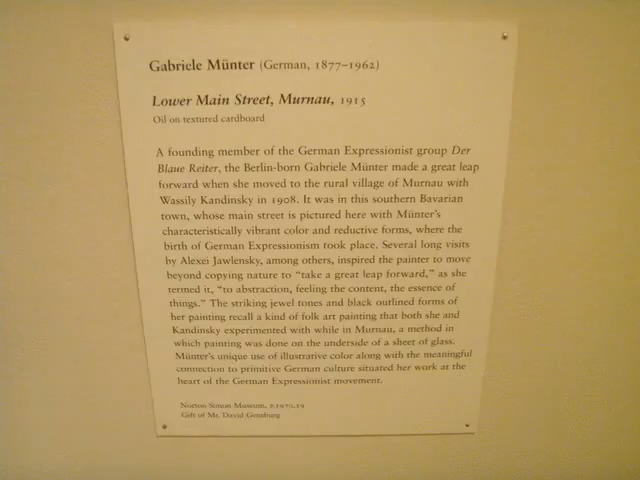 Gabriele Münter (German, 1877–1962)
Lower Main Street, Murnau, 1915
Oil on textured cardboard
A founding member of the German Expressionist group Der
Blaue Reiter, the Berlin-born Gabriele Münter made a great leap
forward when she moved to the rural village of Murnau with
Wassily Kandinsky in 1908. It was in this southern Bavarian
town, whose main street is pictured here with Münter's
characteristically vibrant color and reductive forms, where the
birth of German Expressionism took place. Several long visits
by Alexei Jawlensky, among others, inspired the painter to move
beyond copying nature to "take a great leap forward," as she
termed it, "to abstraction, feeling the content, the essence of
things." The striking jewel tones and black outlined forms of
her painting recall a kind of folk art painting that both she and
Kandinsky experimented with while in Murnau, a method in
which painting was done on the underside of a sheet of glass.
Münter's unique use of illustrative color along with the meaningful
connection to primitive German culture situated her work at the
heart of the German Expressionist movement.
Norton Simon Museum,
Gift of Mr. David